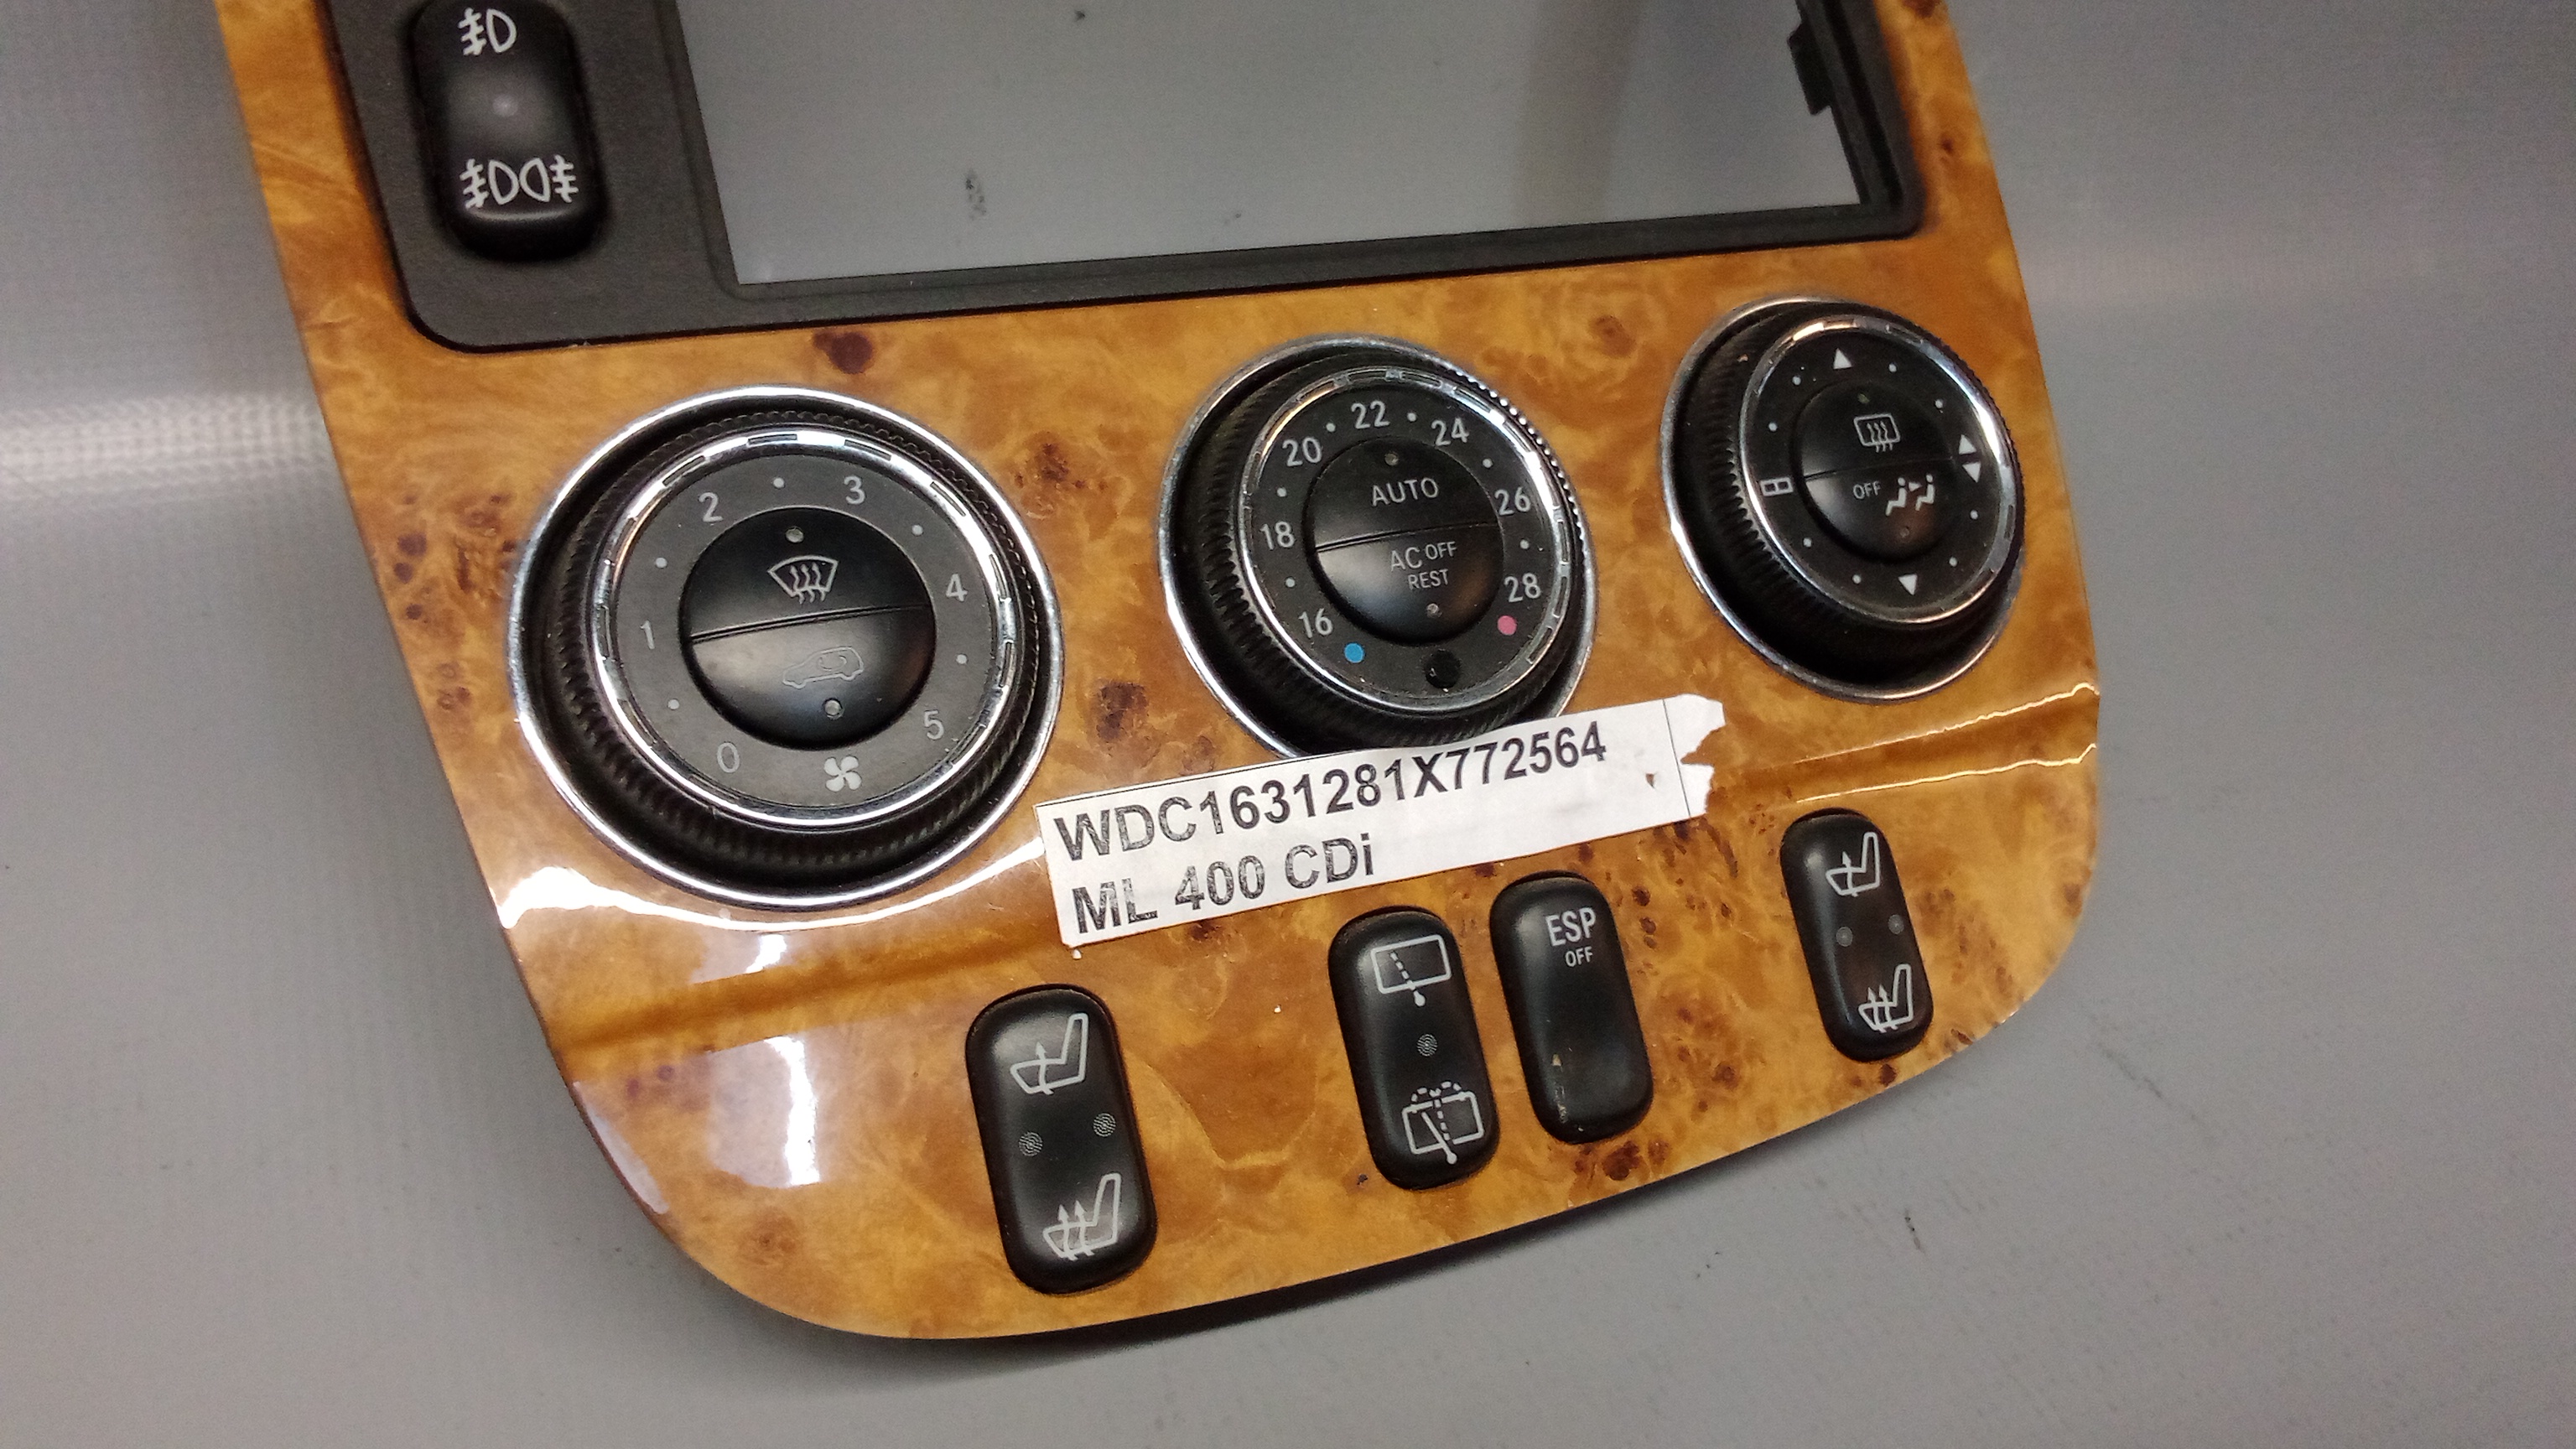 2 3
1 4
0 5
20 22 24
18 26
16 28
AUTO
AC OFF
REST
OFF
WDC1631281X772564
ML 400 CDi
ESP
OFF